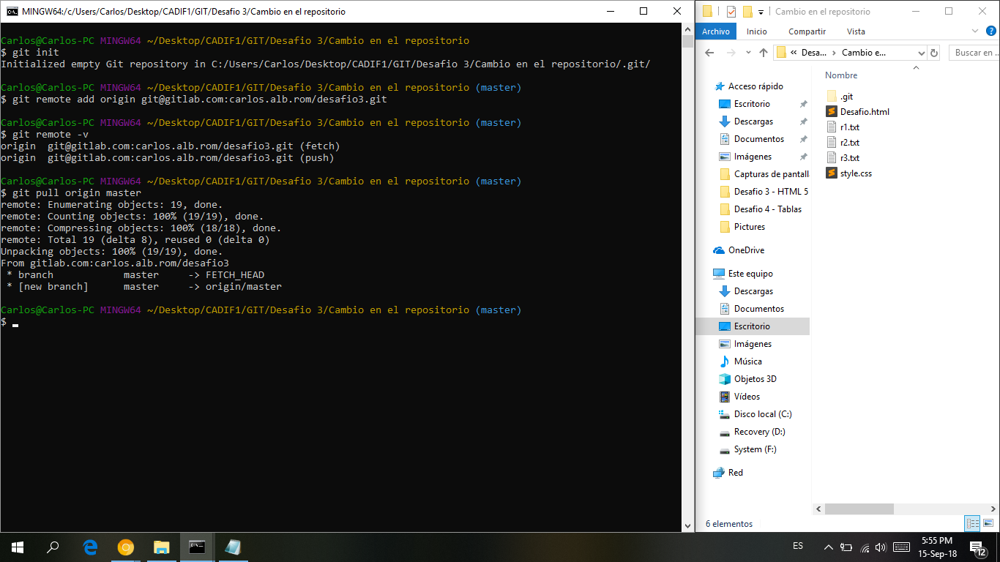 MINGW64:/c/Users/Carlos/Desktop/CADIF1/GIT/Desafio 3/Cambio en el repositorio
Carlos@Carlos-PC MINGW64 ~/Desktop/CADIF1/GIT/Desafio 3/Cambio en el repositorio
$ git init
Initialized empty Git repository in C:/Users/Carlos/Desktop/CADIF1/GIT/Desafio 3/Cambio en el repositorio/.git/
Carlos@Carlos-PC MINGW64 ~/Desktop/CADIF1/GIT/Desafio 3/Cambio en el repositorio (master)
$ git remote add origin git@gitlab.com:carlos.alb.rom/desafio3.git
Carlos@Carlos-PC MINGW64 ~/Desktop/CADIF1/GIT/Desafio 3/Cambio en el repositorio (master)
$ git remote -v
origin  git@gitlab.com:carlos.alb.rom/desafio3.git (fetch)
origin  git@gitlab.com:carlos.alb.rom/desafio3.git (push)
Carlos@Carlos-PC MINGW64 ~/Desktop/CADIF1/GIT/Desafio 3/Cambio en el repositorio (master)
$ git pull origin master
remote: Enumerating objects: 19, done.
remote: Counting objects: 100% (19/19), done.
remote: Compressing objects: 100% (18/18), done.
remote: Total 19 (delta 8), reused 0 (delta 0)
Unpacking objects: 100% (19/19), done.
From gitlab.com:carlos.alb.rom/desafio3
 * branch            master     -> FETCH_HEAD
 * [new branch]      master     -> origin/master
Carlos@Carlos-PC MINGW64 ~/Desktop/CADIF1/GIT/Desafio 3/Cambio en el repositorio (master)
$
Cambio en el repositorio
Archivo Inicio Compartir Vista
« Desa... Cambio e... Buscar en ...
Acceso rápido
Escritorio
Descargas
Documentos
Imágenes
Capturas de pantall
Desafio 3 - HTML 5
Desafio 4 - Tablas
Pictures
OneDrive
Este equipo
Descargas
Documentos
Escritorio
Imágenes
Música
Objetos 3D
Vídeos
Disco local (C:)
Recovery (D:)
System (F:)
Red
Nombre
.git
Desafio.html
r1.txt
r2.txt
r3.txt
style.css
6 elementos
ES
5:55 PM
15-Sep-18
12